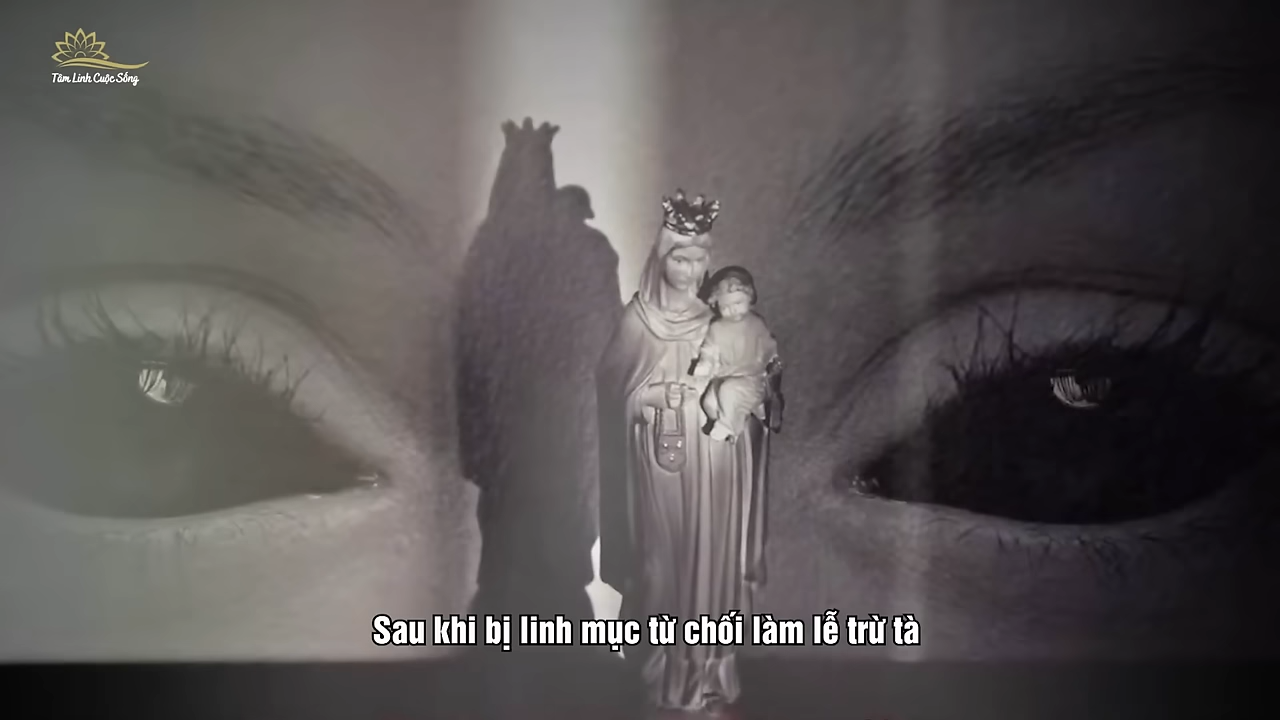 Tâm Linh Cuộc Sống
Sau khi bị linh mục từ chối làm lễ trừ tà